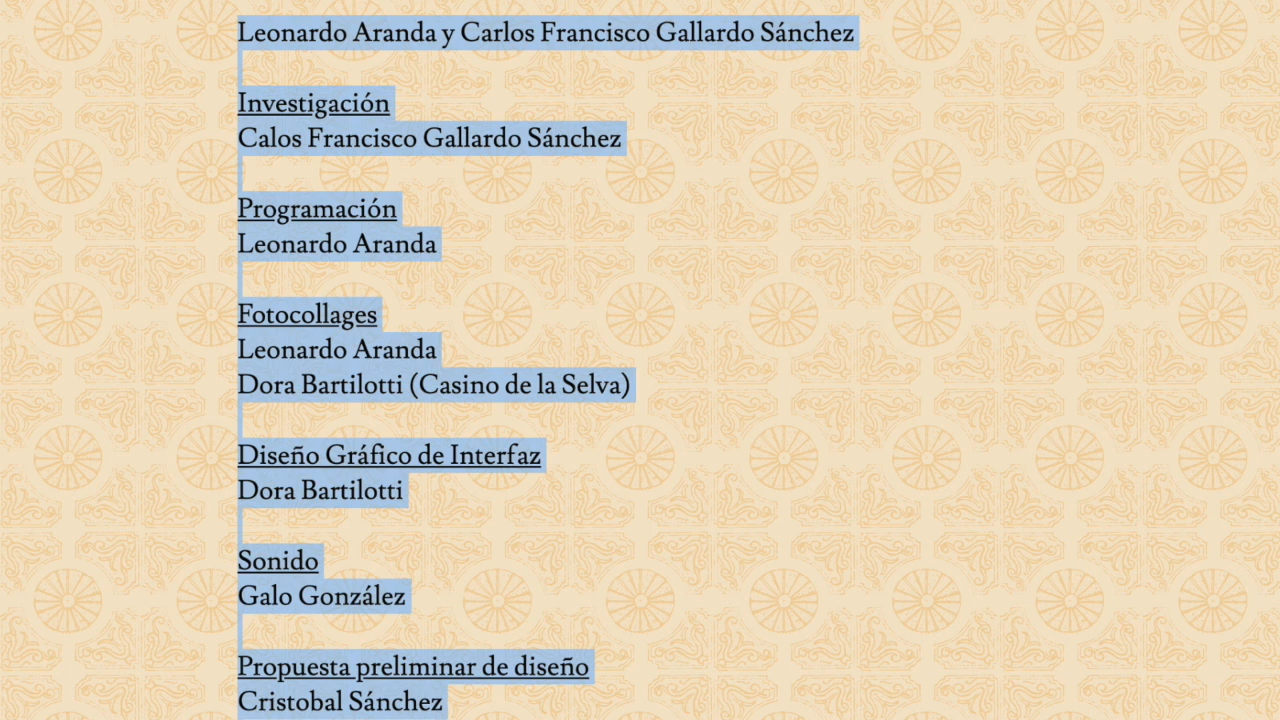 Leonardo Aranda y Carlos Francisco Gallardo Sánchez
Investigación
Calos Francisco Gallardo Sánchez
Programación
Leonardo Aranda
Fotocollages
Leonardo Aranda
Dora Bartilotti (Casino de la Selva)
Diseño Gráfico de Interfaz
Dora Bartilotti
Sonido
Galo González
Propuesta preliminar de diseño
Cristobal Sánchez